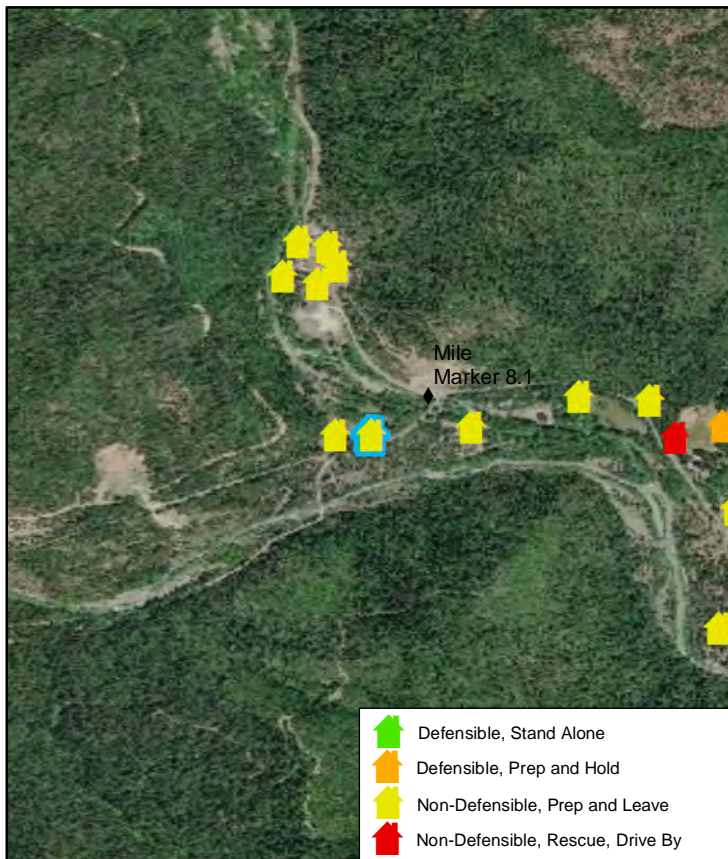 Mile
Marker 8.1
Defensible, Stand Alone
Defensible, Prep and Hold
Non-Defensible, Prep and Leave
Non-Defensible, Rescue, Drive By